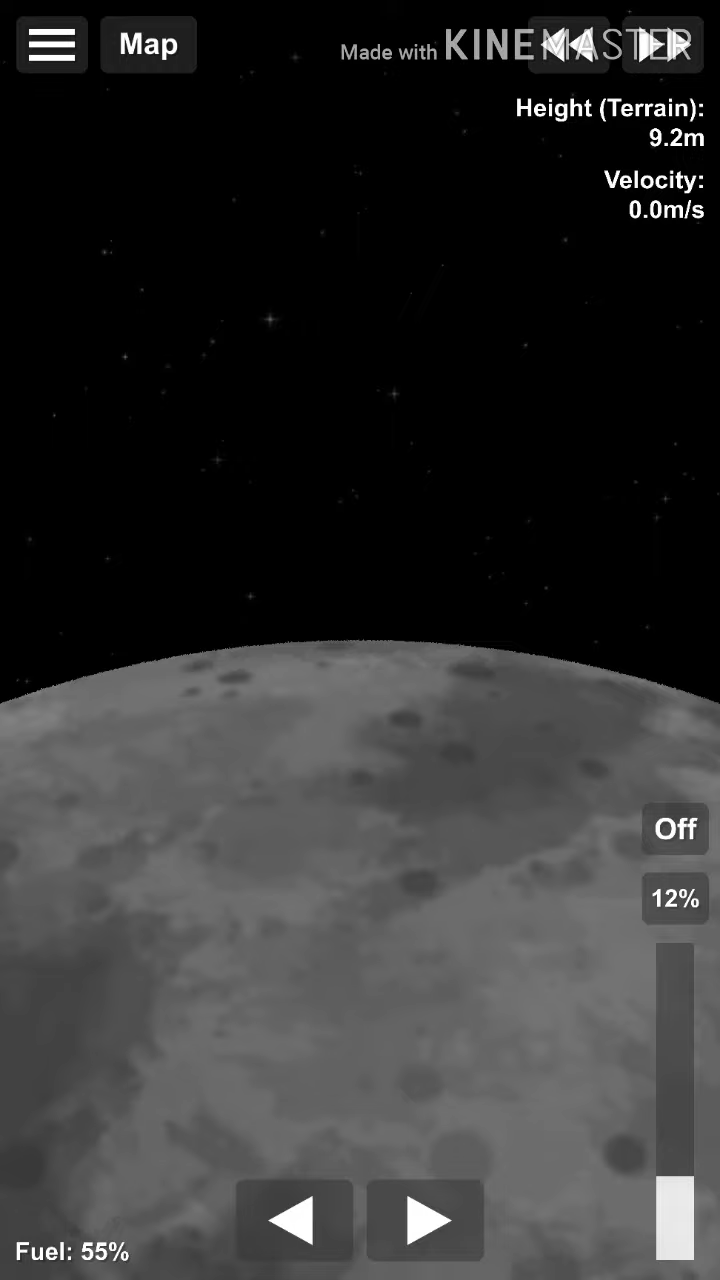 Map
Made with KINEMASTER
Height (Terrain):
9.2m
Velocity:
0.0m/s
Off
12%
Fuel: 55%